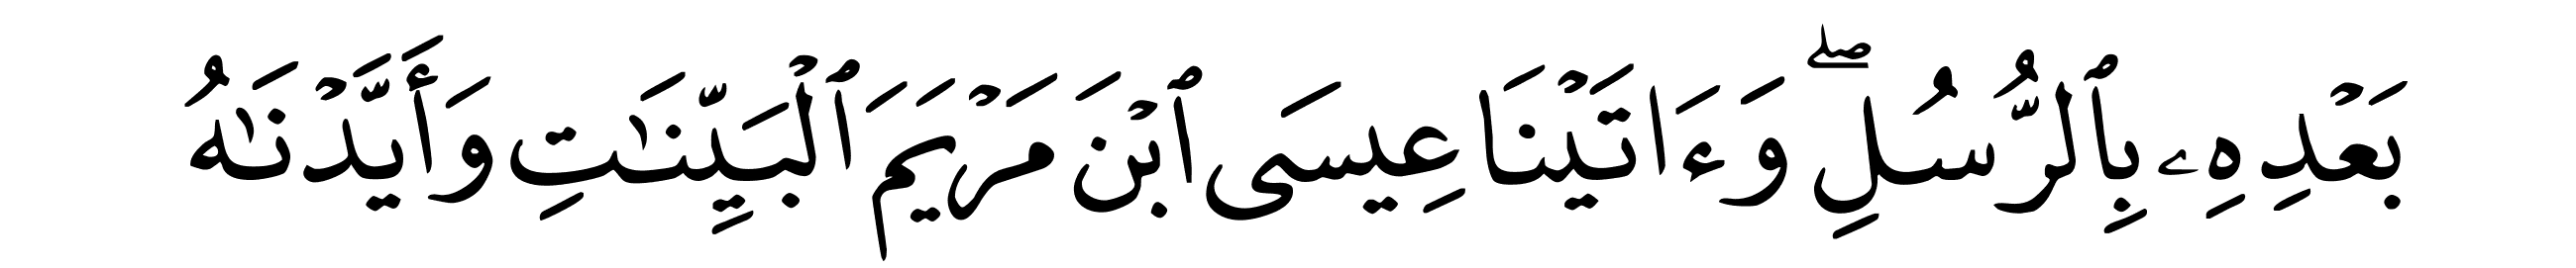 بَعْدِهِۦ بِٱلرُّسُلِ ۖ وَءَاتَيْنَا عِيسَى ٱبْنَ مَرْيَمَ ٱلْبَيِّنَـٰتِ وَأَيَّدْنَـٰهُ